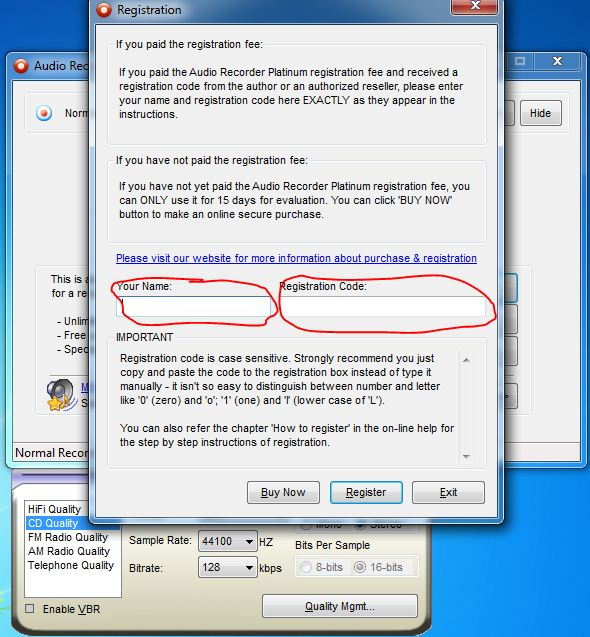 Registration
If you paid the registration fee:
If you paid the Audio Recorder Platinum registration fee and received a
registration code from the author or an authorized reseller, please enter
your name and registration code here EXACTLY as they appear in the
instructions.
If you have not paid the registration fee:
If you have not yet paid the Audio Recorder Platinum registration fee, you
can ONLY use it for 15 days for evaluation. You can click 'BUY NOW'
button to make an online secure purchase.
Please visit our website for more information about purchase & registration
Your Name:
Registration Code:
IMPORTANT
Registration code is case sensitive. Strongly recommend you just
copy and paste the code to the registration box instead of type it
manually - it isn't so easy to distinguish between number and letter
like '0' (zero) and 'o'; '1' (one) and 'l' (lower case of 'L').
You can also refer the chapter 'How to register' in the on-line help for
the step by step instructions of registration.
Buy Now
Register
Exit
Audio Rec
Norm
Hide
This is a
for a re
- Unlim
- Free
- Spec
M
S
Normal Recor
HiFi Quality
CD Quality
FM Radio Quality
AM Radio Quality
Telephone Quality
Enable VBR
Mono
Stereo
Sample Rate:
44100
HZ
Bits Per Sample
Bitrate:
128
kbps
8-bits
16-bits
Quality Mgmt...